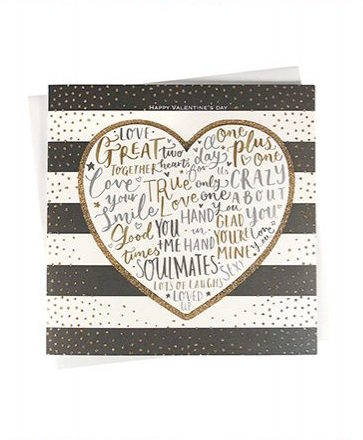 HAPPY VALENTINE'S DAY
LOVE
GREAT
TOGETHER
two
hearts
a
day
for
us
one
plus
one
Love
your
Smile
TRUE
LOVE
only
one
CRAZY
ABOUT
YOU
Good
times
YOU
+ME
HAND
-in-
HAND
GLAD
YOU'RE
MINE
SOULMATES
SEXY
LOTS OF LAUGHS
LOVED
UP